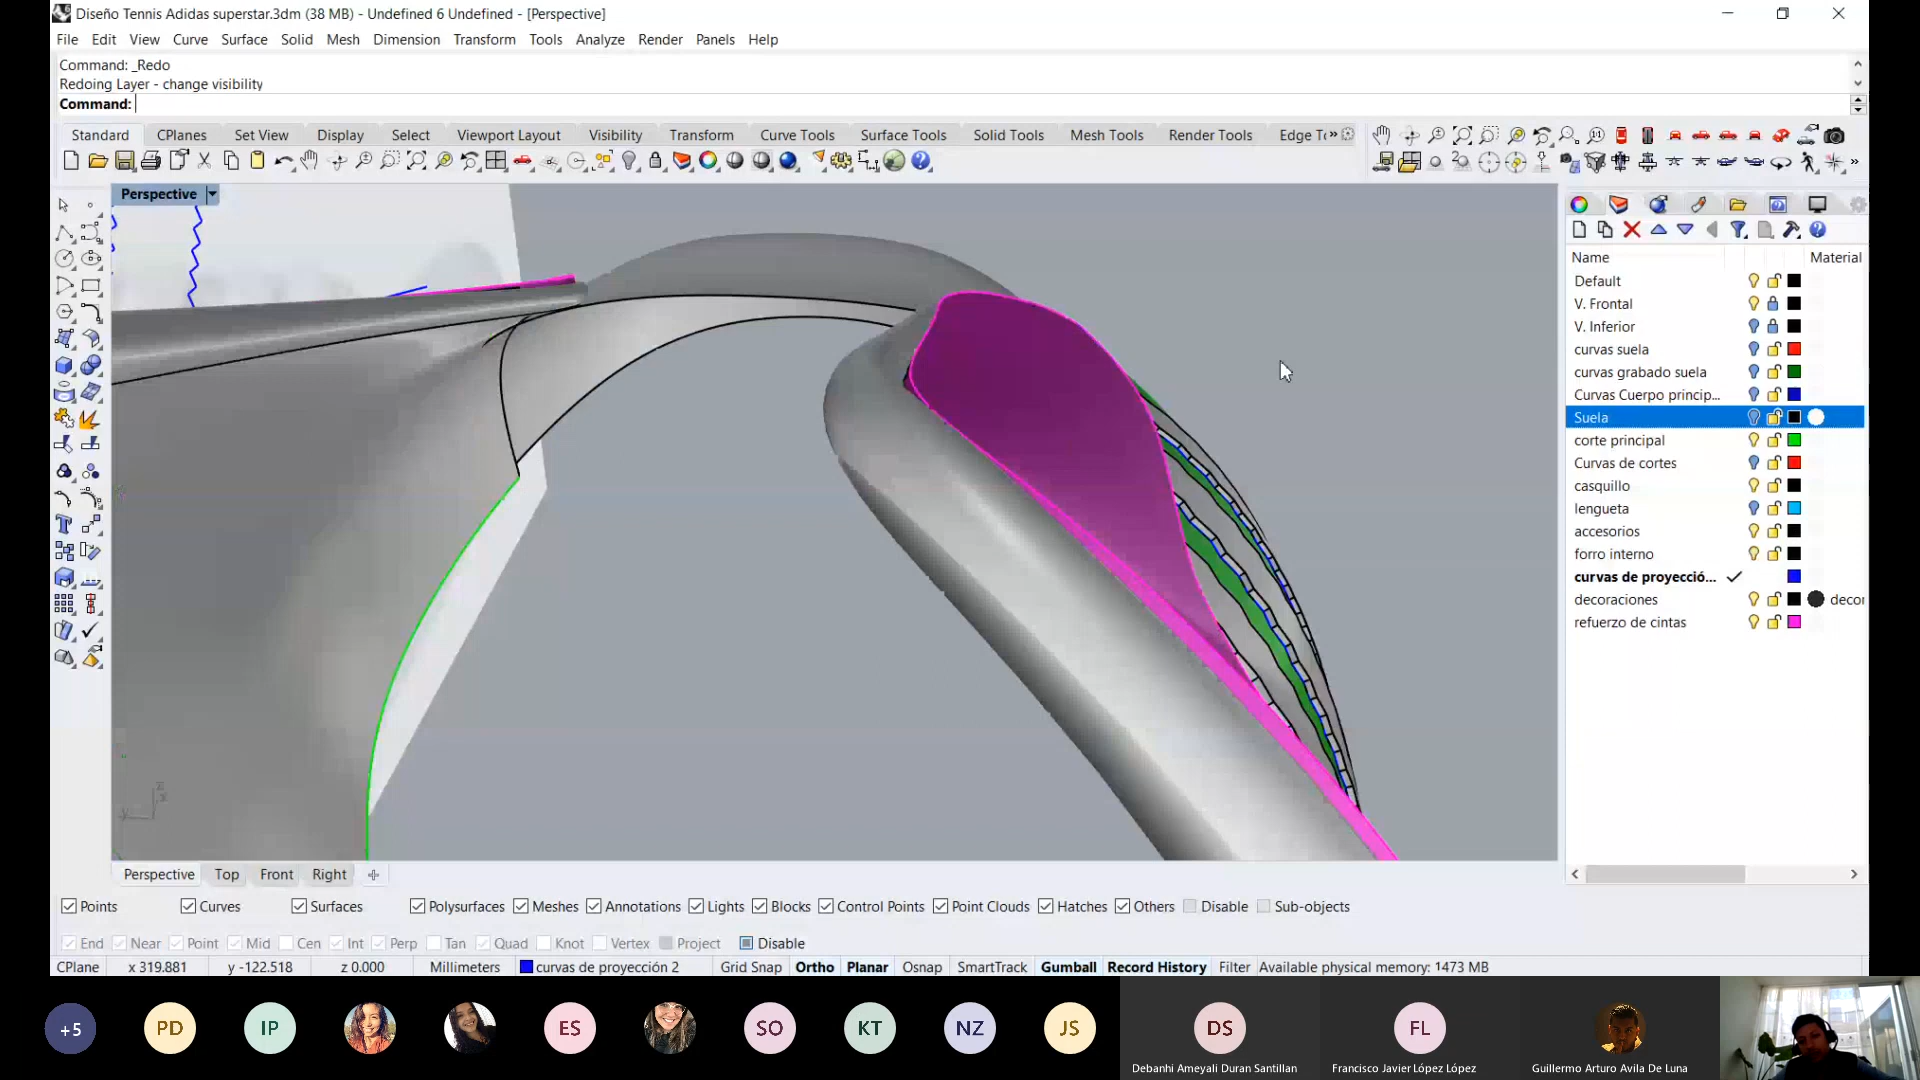 Diseño Tennis Adidas superstar.3dm (38 MB) - Undefined 6 Undefined - [Perspective]
File Edit View Curve Surface Solid Mesh Dimension Transform Tools Analyze Render Panels Help
Command: _Redo
Redoing Layer - change visibility
Command:
Standard CPlanes Set View Display Select Viewport Layout Visibility Transform Curve Tools Surface Tools Solid Tools Mesh Tools Render Tools Edge To
Perspective
Name Material
Default
V. Frontal
V. Inferior
curvas suela
curvas grabado suela
Curvas Cuerpo princip...
Suela
corte principal
Curvas de cortes
casquillo
lengueta
accesorios
forro interno
curvas de proyecció...
decoraciones decor
refuerzo de cintas
Perspective Top Front Right
Points Curves Surfaces Polysurfaces Meshes Annotations Lights Blocks Control Points Point Clouds Hatches Others Disable Sub-objects
End Near Point Mid Cen Int Perp Tan Quad Knot Vertex Project Disable
CPlane x 319.881 y -122.518 z 0.000 Millimeters curvas de proyección 2 Grid Snap Ortho Planar Osnap SmartTrack Gumball Record History Filter Available physical memory: 1473 MB
+5 PD IP ES SO KT NZ JS DS FL
Debanhi Ameyali Duran Santillan Francisco Javier López López Guillermo Arturo Avila De Luna